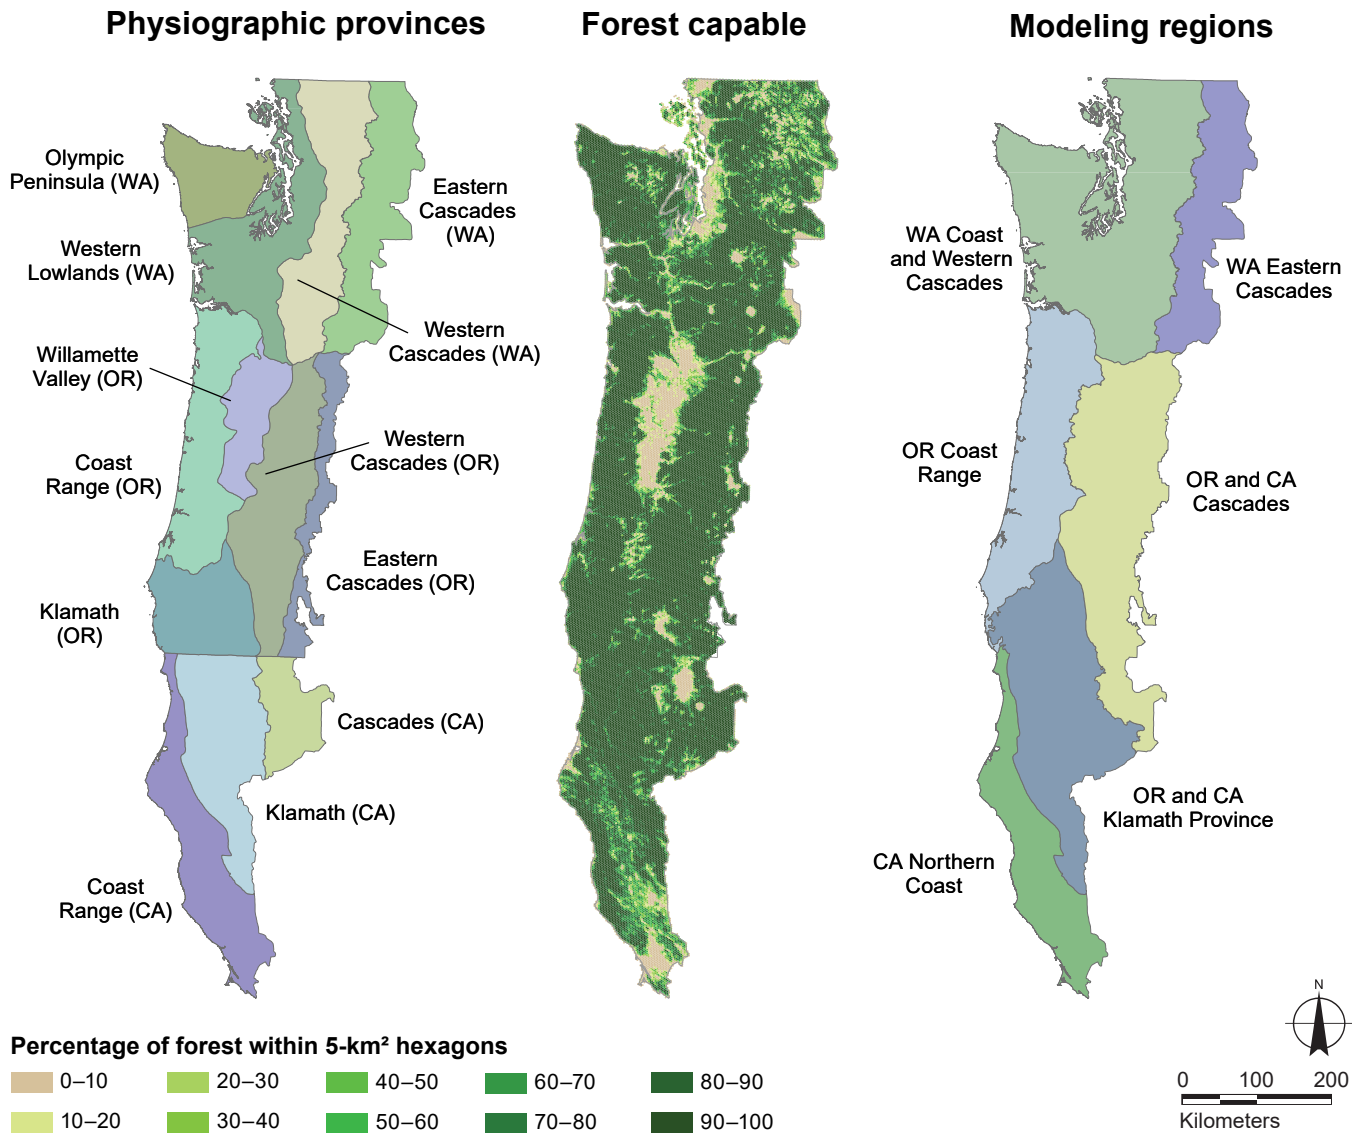 Physiographic provinces
Forest capable
Modeling regions
Olympic
Peninsula (WA)
Eastern
Cascades
(WA)
Western
Lowlands (WA)
Western
Cascades (WA)
Willamette
Valley (OR)
Western
Cascades (OR)
Coast
Range (OR)
Eastern
Cascades (OR)
Klamath
(OR)
Cascades (CA)
Klamath (CA)
Coast
Range (CA)
WA Coast
and Western
Cascades
WA Eastern
Cascades
OR Coast
Range
OR and CA
Cascades
OR and CA
Klamath Province
CA Northern
Coast
Percentage of forest within 5-km² hexagons
0–10
20–30
40–50
60–70
80–90
10–20
30–40
50–60
70–80
90–100
N
0 100 200
Kilometers